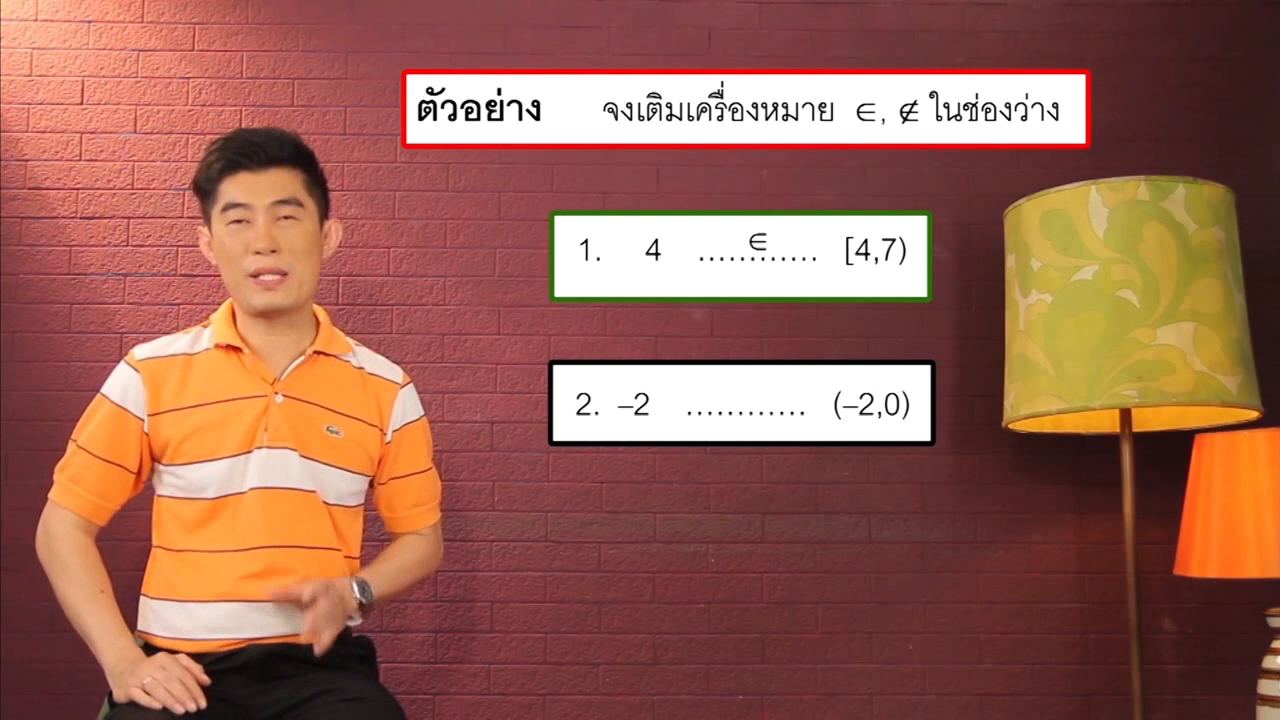 ตัวอย่าง จงเติมเครื่องหมาย ∈, ∉ ในช่องว่าง
1. 4 .....∈....... [4,7)
2. –2 ............ (–2,0)